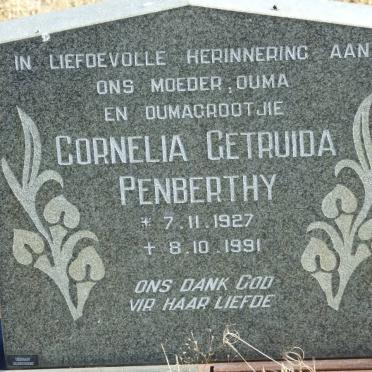 IN LIEFDEVOLLE HERINNERING AAN
ONS MOEDER, OUMA
EN OUMAGROOTJIE
CORNELIA GETRUIDA
PENBERTHY
* 7.11.1927
+ 8.10.1991
ONS DANK GOD
VIR HAAR LIEFDE